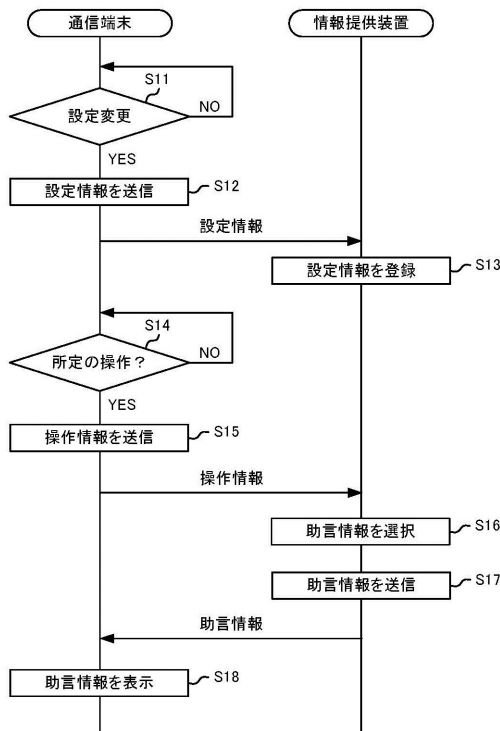 通信端末
情報提供装置
S11
設定変更
NO
YES
設定情報を送信
S12
設定情報
設定情報を登録
S13
S14
所定の操作?
NO
YES
操作情報を送信
S15
操作情報
助言情報を選択
S16
助言情報を送信
S17
助言情報
助言情報を表示
S18